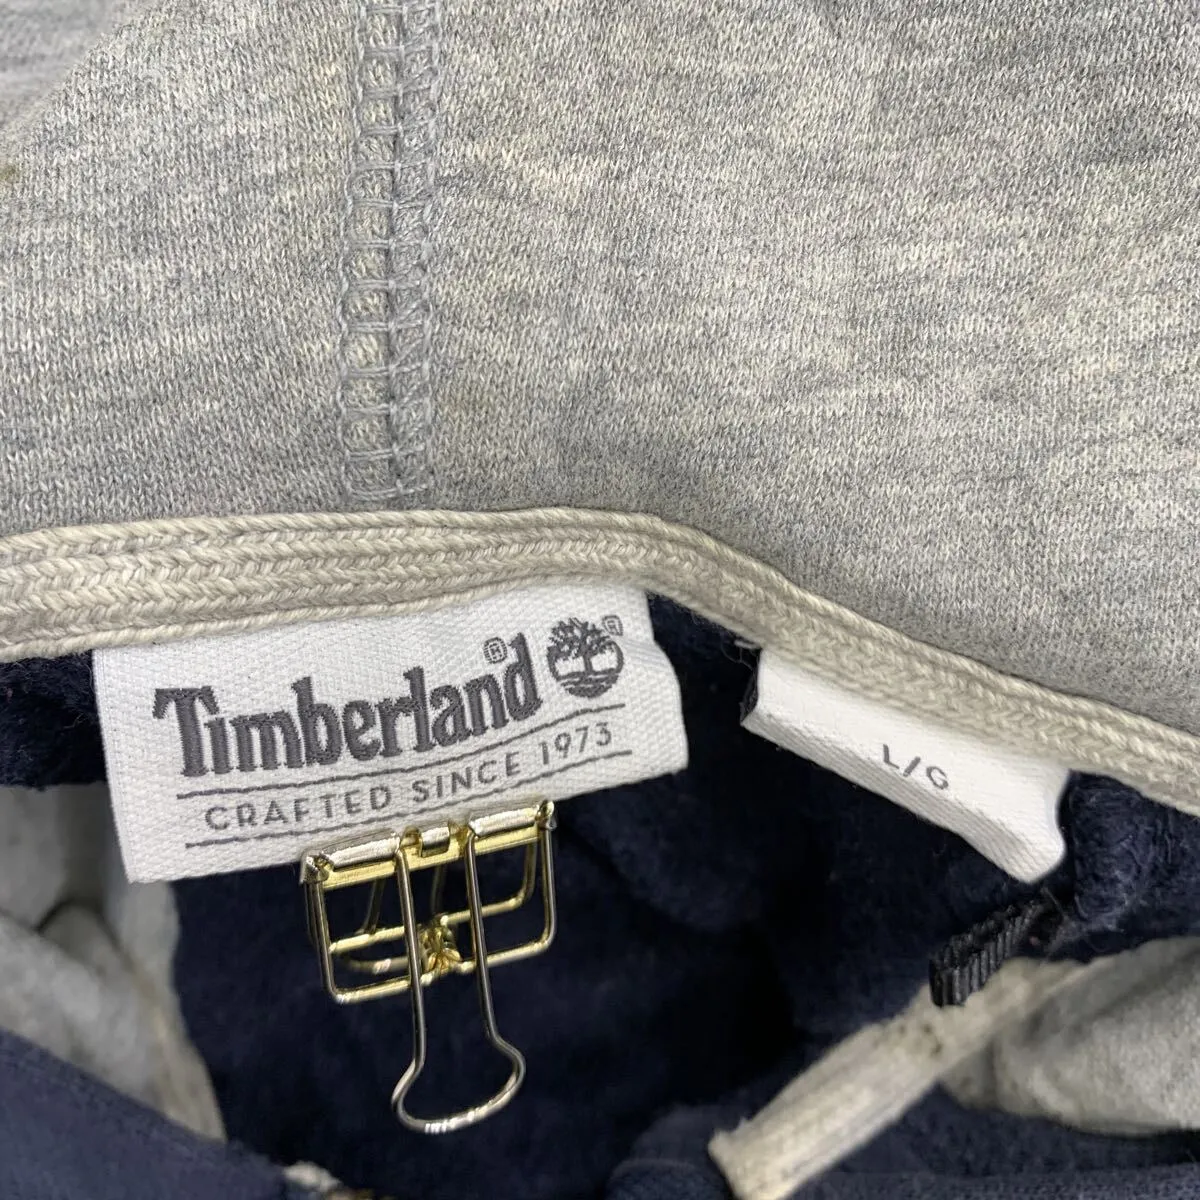 Timberland®
®
CRAFTED SINCE 1973
L/G